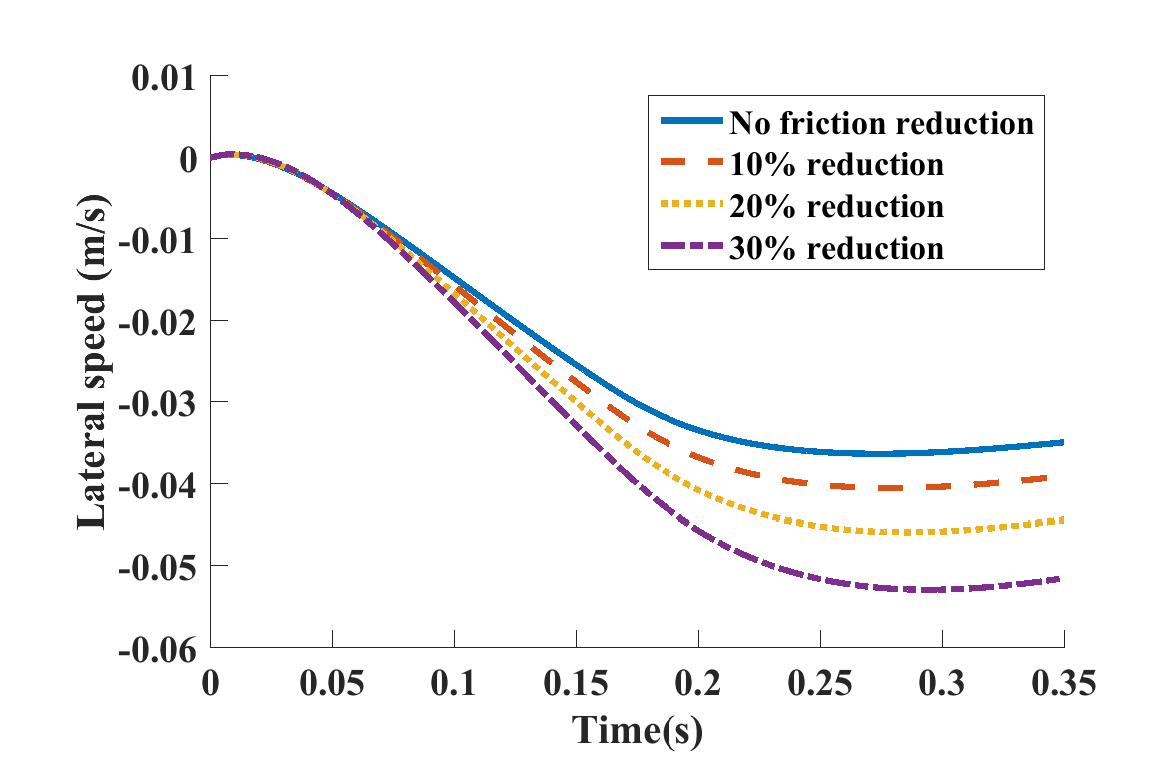 0.01
0
-0.01
-0.02
-0.03
-0.04
-0.05
-0.06
Lateral speed (m/s)
No friction reduction
10% reduction
20% reduction
30% reduction
0 0.05 0.1 0.15 0.2 0.25 0.3 0.35
Time(s)